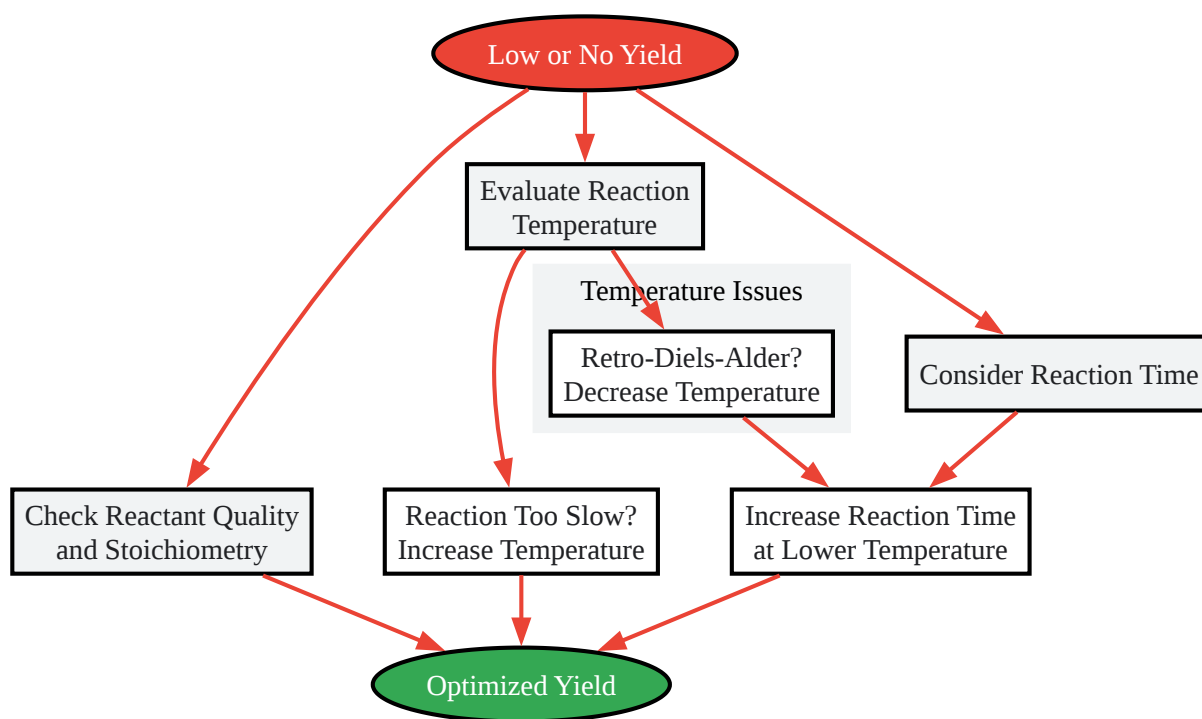 Low or No Yield
Evaluate Reaction
Temperature
Temperature Issues
Retro-Diels-Alder?
Decrease Temperature
Consider Reaction Time
Check Reactant Quality
and Stoichiometry
Reaction Too Slow?
Increase Temperature
Increase Reaction Time
at Lower Temperature
Optimized Yield